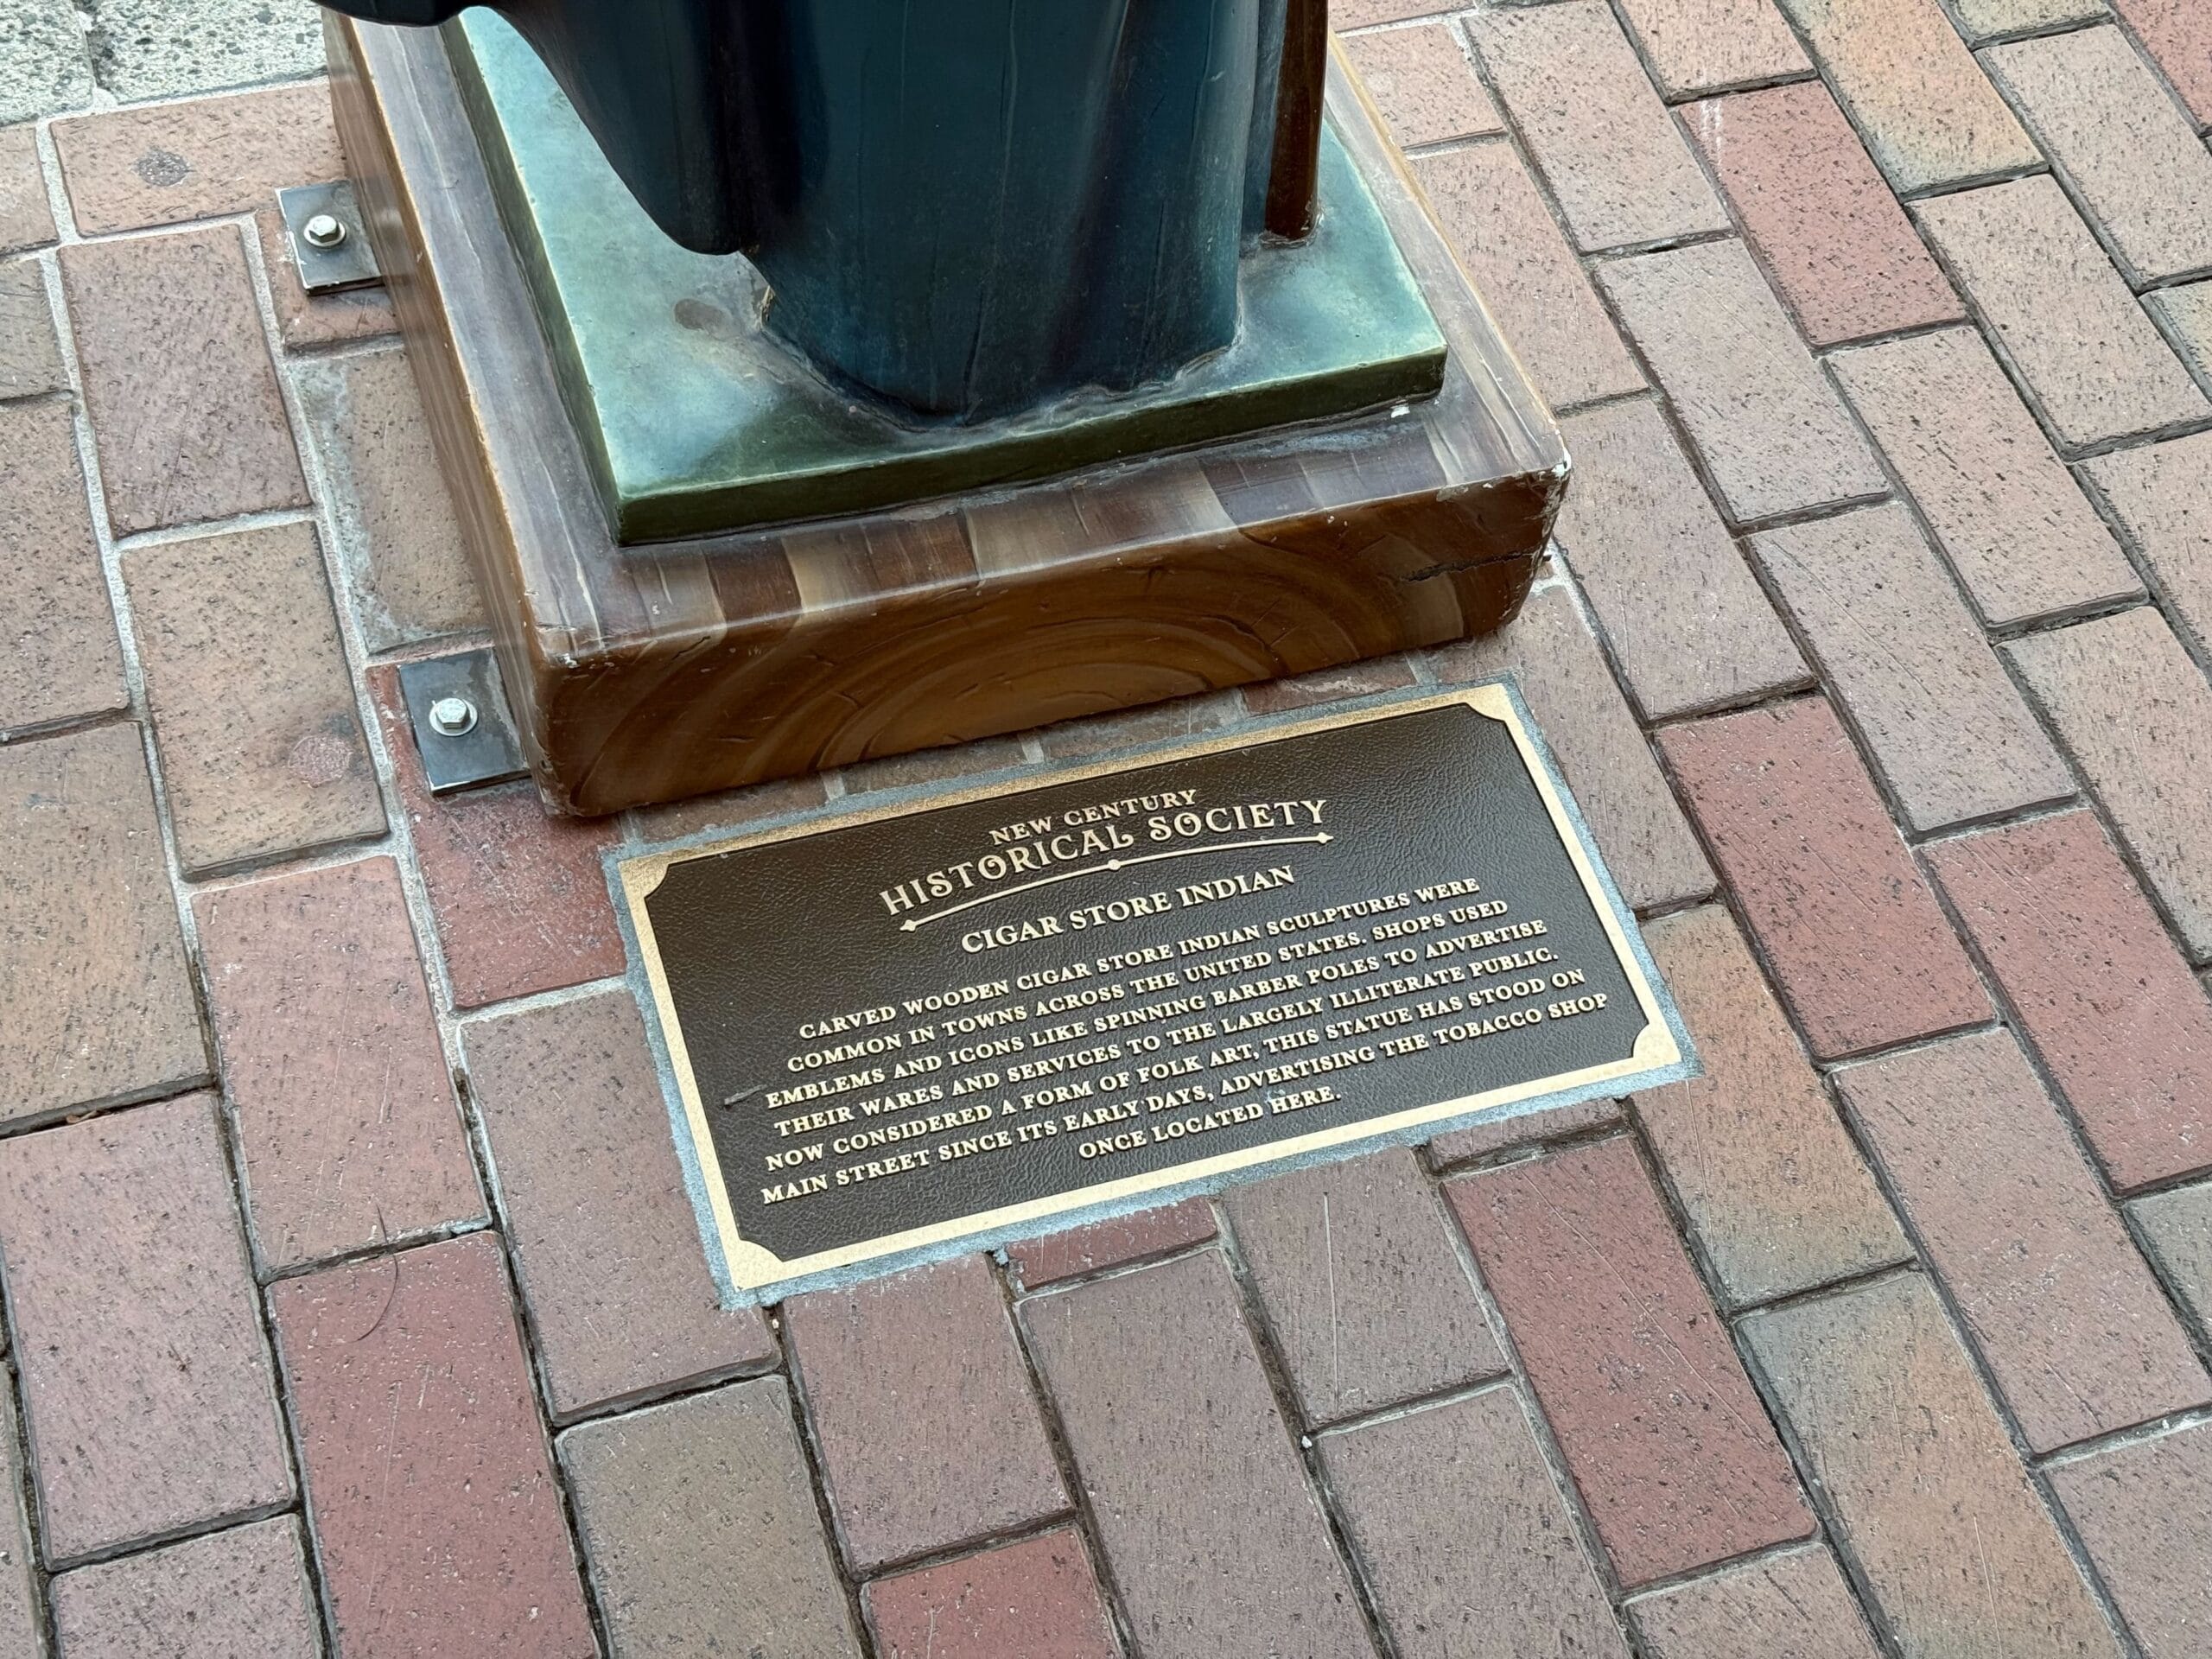 NEW CENTURY
HISTORICAL SOCIETY
CIGAR STORE INDIAN
CARVED WOODEN CIGAR STORE INDIAN SCULPTURES WERE
COMMON IN TOWNS ACROSS THE UNITED STATES. SHOPS USED
EMBLEMS AND ICONS LIKE SPINNING BARBER POLES TO ADVERTISE
THEIR WARES AND SERVICES TO THE LARGELY ILLITERATE PUBLIC.
NOW CONSIDERED A FORM OF FOLK ART, THIS STATUE HAS STOOD ON
MAIN STREET SINCE ITS EARLY DAYS, ADVERTISING THE TOBACCO SHOP
ONCE LOCATED HERE.